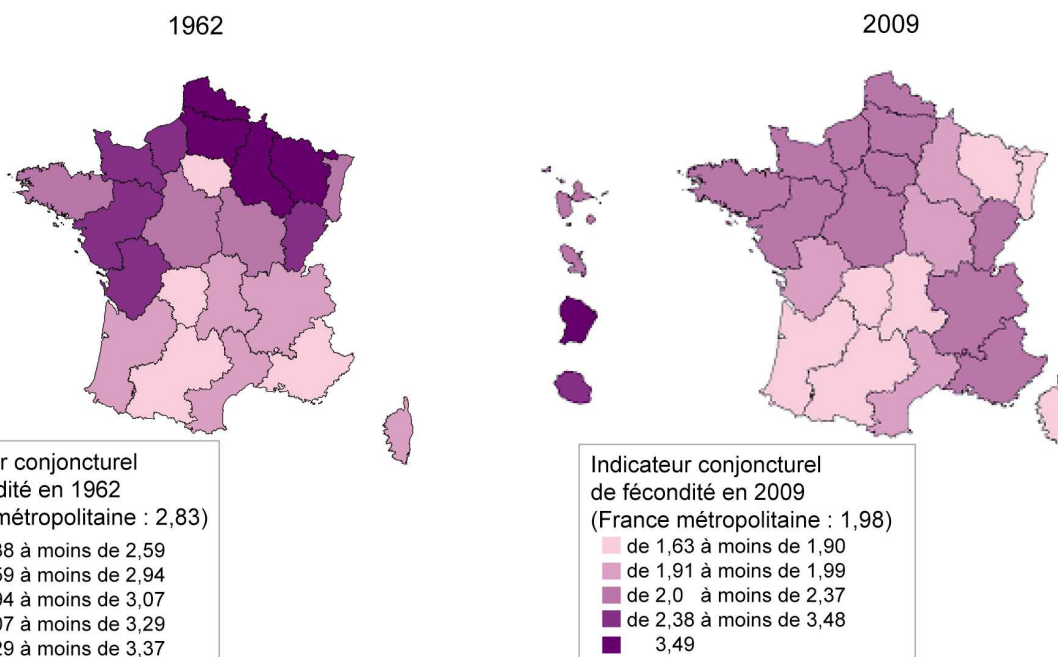 1962
2009
r conjoncturel
dité en 1962
métropolitaine : 2,83)
38 à moins de 2,59
59 à moins de 2,94
94 à moins de 3,07
07 à moins de 3,29
29 à moins de 3,37
Indicateur conjoncturel
de fécondité en 2009
(France métropolitaine : 1,98)
de 1,63 à moins de 1,90
de 1,91 à moins de 1,99
de 2,0 à moins de 2,37
de 2,38 à moins de 3,48
3,49